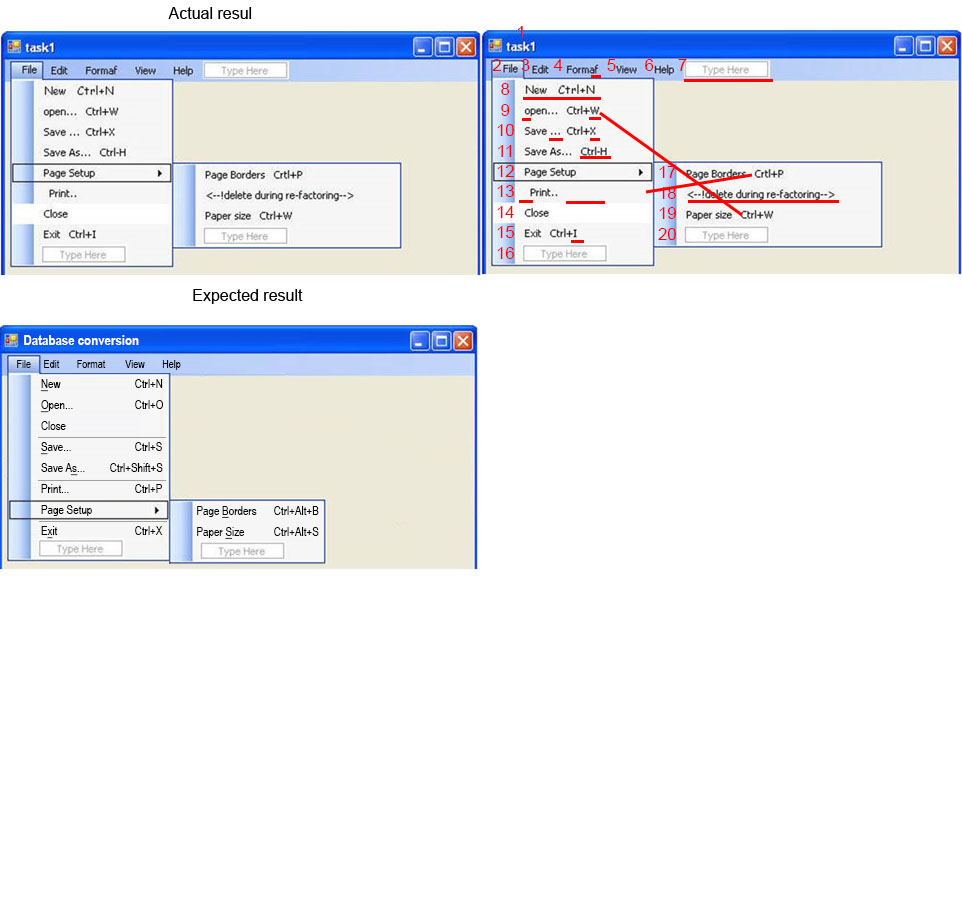 Actual resul
task1
File Edit Formaf View Help Type Here
New Ctrl+N
open... Ctrl+W
Save ... Ctrl+X
Save As... Ctrl-H
Page Setup
Print..
Close
Exit Ctrl+I
Type Here
Page Borders Crtl+P
<--!delete during re-factoring-->
Paper size Ctrl+W
Type Here
1
task1
2 File 3 Edit 4 Formaf 5 View 6 Help 7 Type Here
8 New Ctrl+N
9 open... Ctrl+W
10 Save ... Ctrl+X
11 Save As... Ctrl-H
12 Page Setup
13 Print..
14 Close
15 Exit Ctrl+I
16 Type Here
17 Page Borders Crtl+P
18 <--!delete during re-factoring-->
19 Paper size Ctrl+W
20 Type Here
Expected result
Database conversion
File Edit Format View Help
New Ctrl+N
Open... Ctrl+O
Close
Save... Ctrl+S
Save As... Ctrl+Shift+S
Print... Ctrl+P
Page Setup
Exit Ctrl+X
Type Here
Page Borders Ctrl+Alt+B
Paper Size Ctrl+Alt+S
Type Here